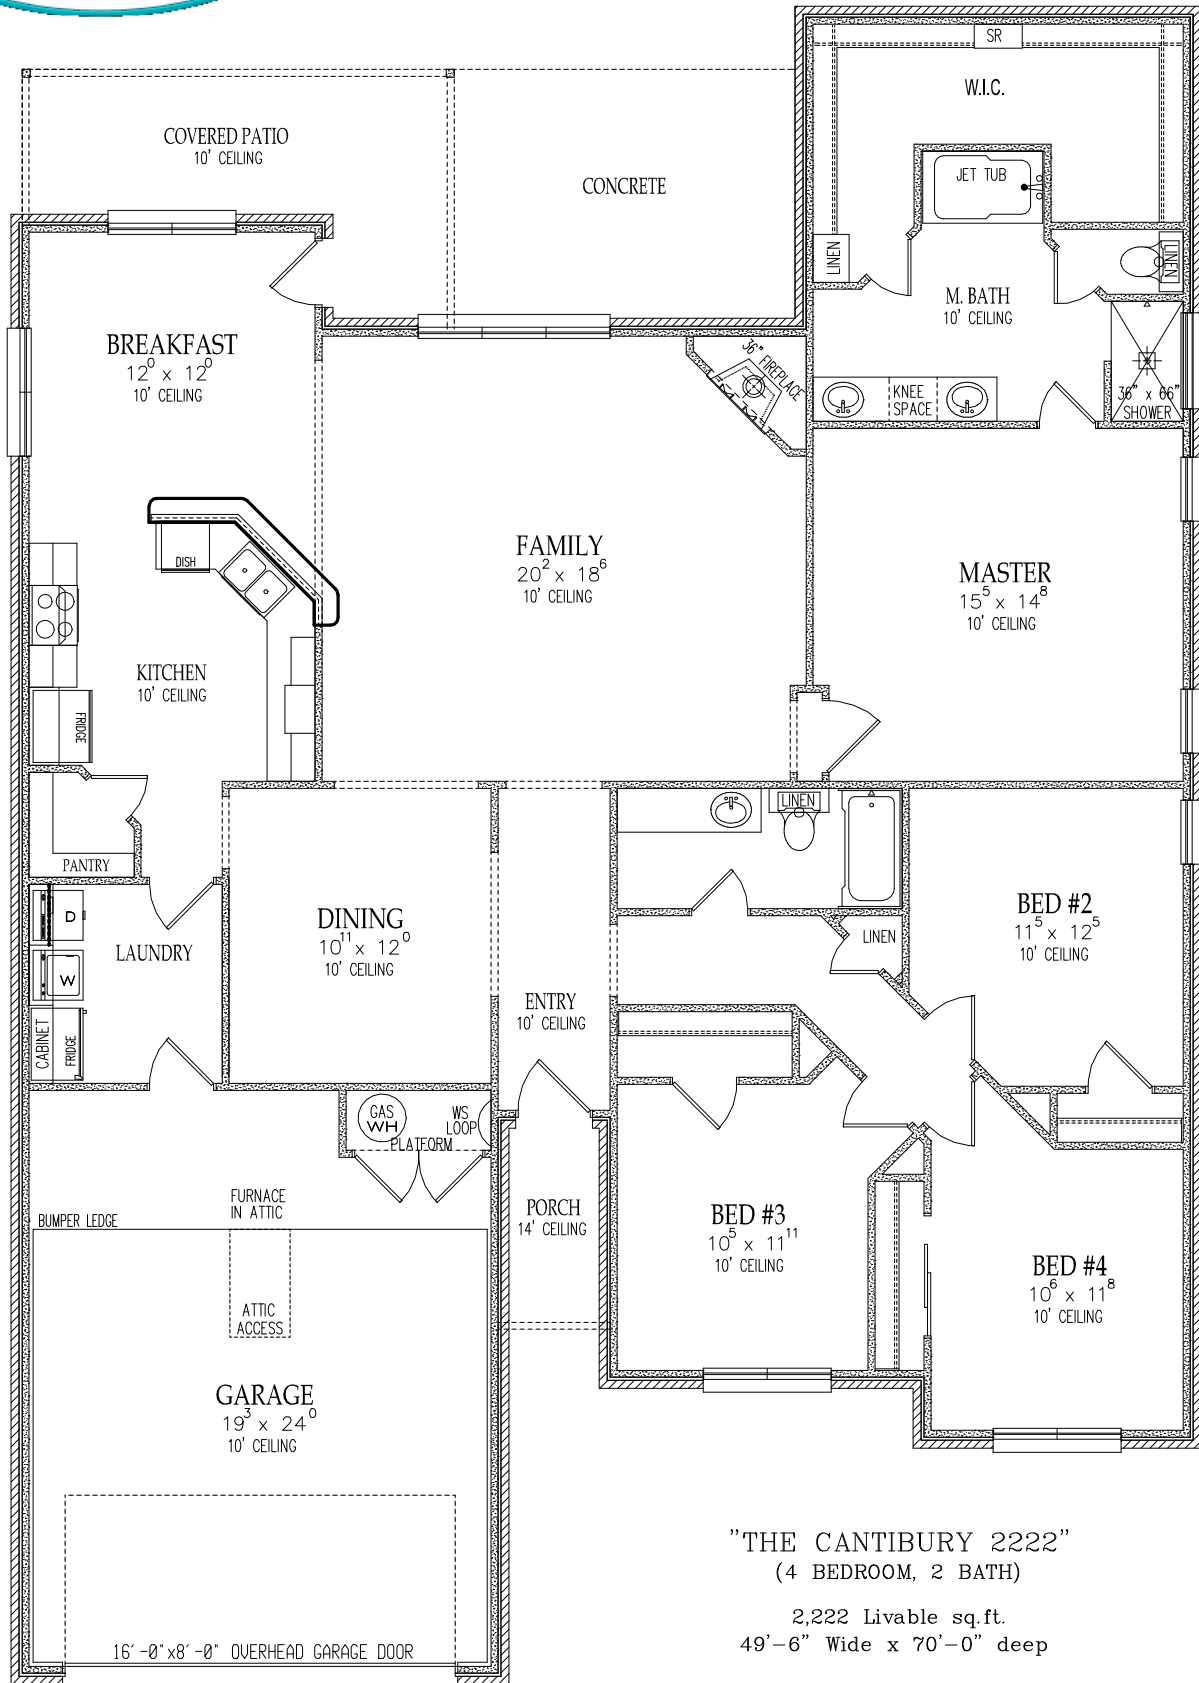 SR
W.I.C.
COVERED PATIO
10' CEILING
CONCRETE
JET TUB
LINEN
LINEN
M. BATH
10' CEILING
BREAKFAST
12⁰ x 12⁰
10' CEILING
36" FIREPLACE
KNEE
SPACE
36" x 66"
SHOWER
DISH
FAMILY
20² x 18⁶
10' CEILING
MASTER
15⁵ x 14⁸
10' CEILING
KITCHEN
10' CEILING
FRIDGE
PANTRY
LINEN
DINING
10¹¹ x 12⁰
10' CEILING
BED #2
11⁵ x 12⁵
10' CEILING
D
LAUNDRY
W
LINEN
ENTRY
10' CEILING
CABINET
FRIDGE
GAS
WH
WS
LOOP
PLATFORM
FURNACE
IN ATTIC
PORCH
14' CEILING
BUMPER LEDGE
BED #3
10⁵ x 11¹¹
10' CEILING
BED #4
10⁶ x 11⁸
10' CEILING
ATTIC
ACCESS
GARAGE
19³ x 24⁰
10' CEILING
16'-0"x8'-0" OVERHEAD GARAGE DOOR
"THE CANTIBURY 2222"
(4 BEDROOM, 2 BATH)
2,222 Livable sq.ft.
49'-6" Wide x 70'-0" deep